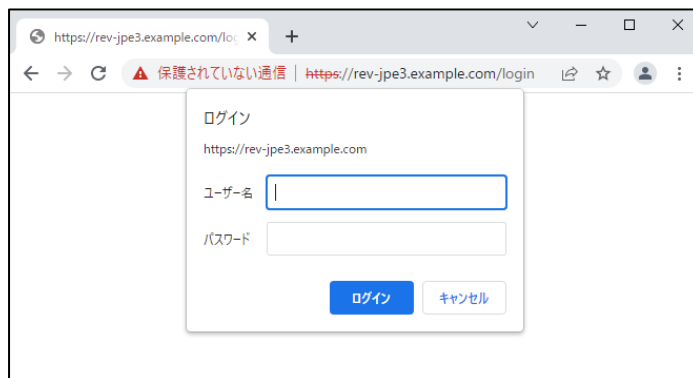 https://rev-jpe3.example.com/log
保護されていない通信 | https://rev-jpe3.example.com/login
ログイン
https://rev-jpe3.example.com
ユーザー名
パスワード
ログイン キャンセル